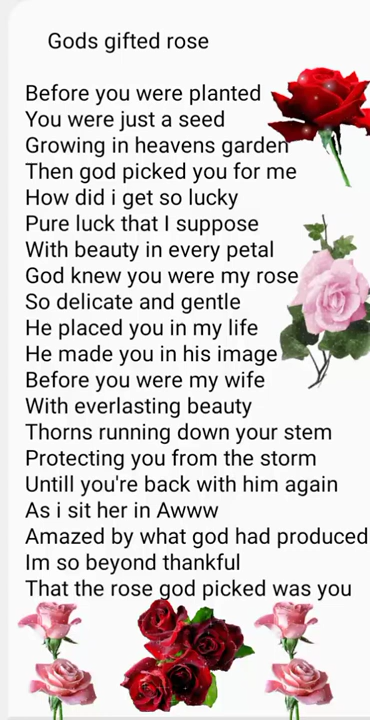 Gods gifted rose
Before you were planted
You were just a seed
Growing in heavens garden
Then god picked you for me
How did i get so lucky
Pure luck that I suppose
With beauty in every petal
God knew you were my rose
So delicate and gentle
He placed you in my life
He made you in his image
Before you were my wife
With everlasting beauty
Thorns running down your stem
Protecting you from the storm
Untill you're back with him again
As i sit her in Awww
Amazed by what god had produced
Im so beyond thankful
That the rose god picked was you